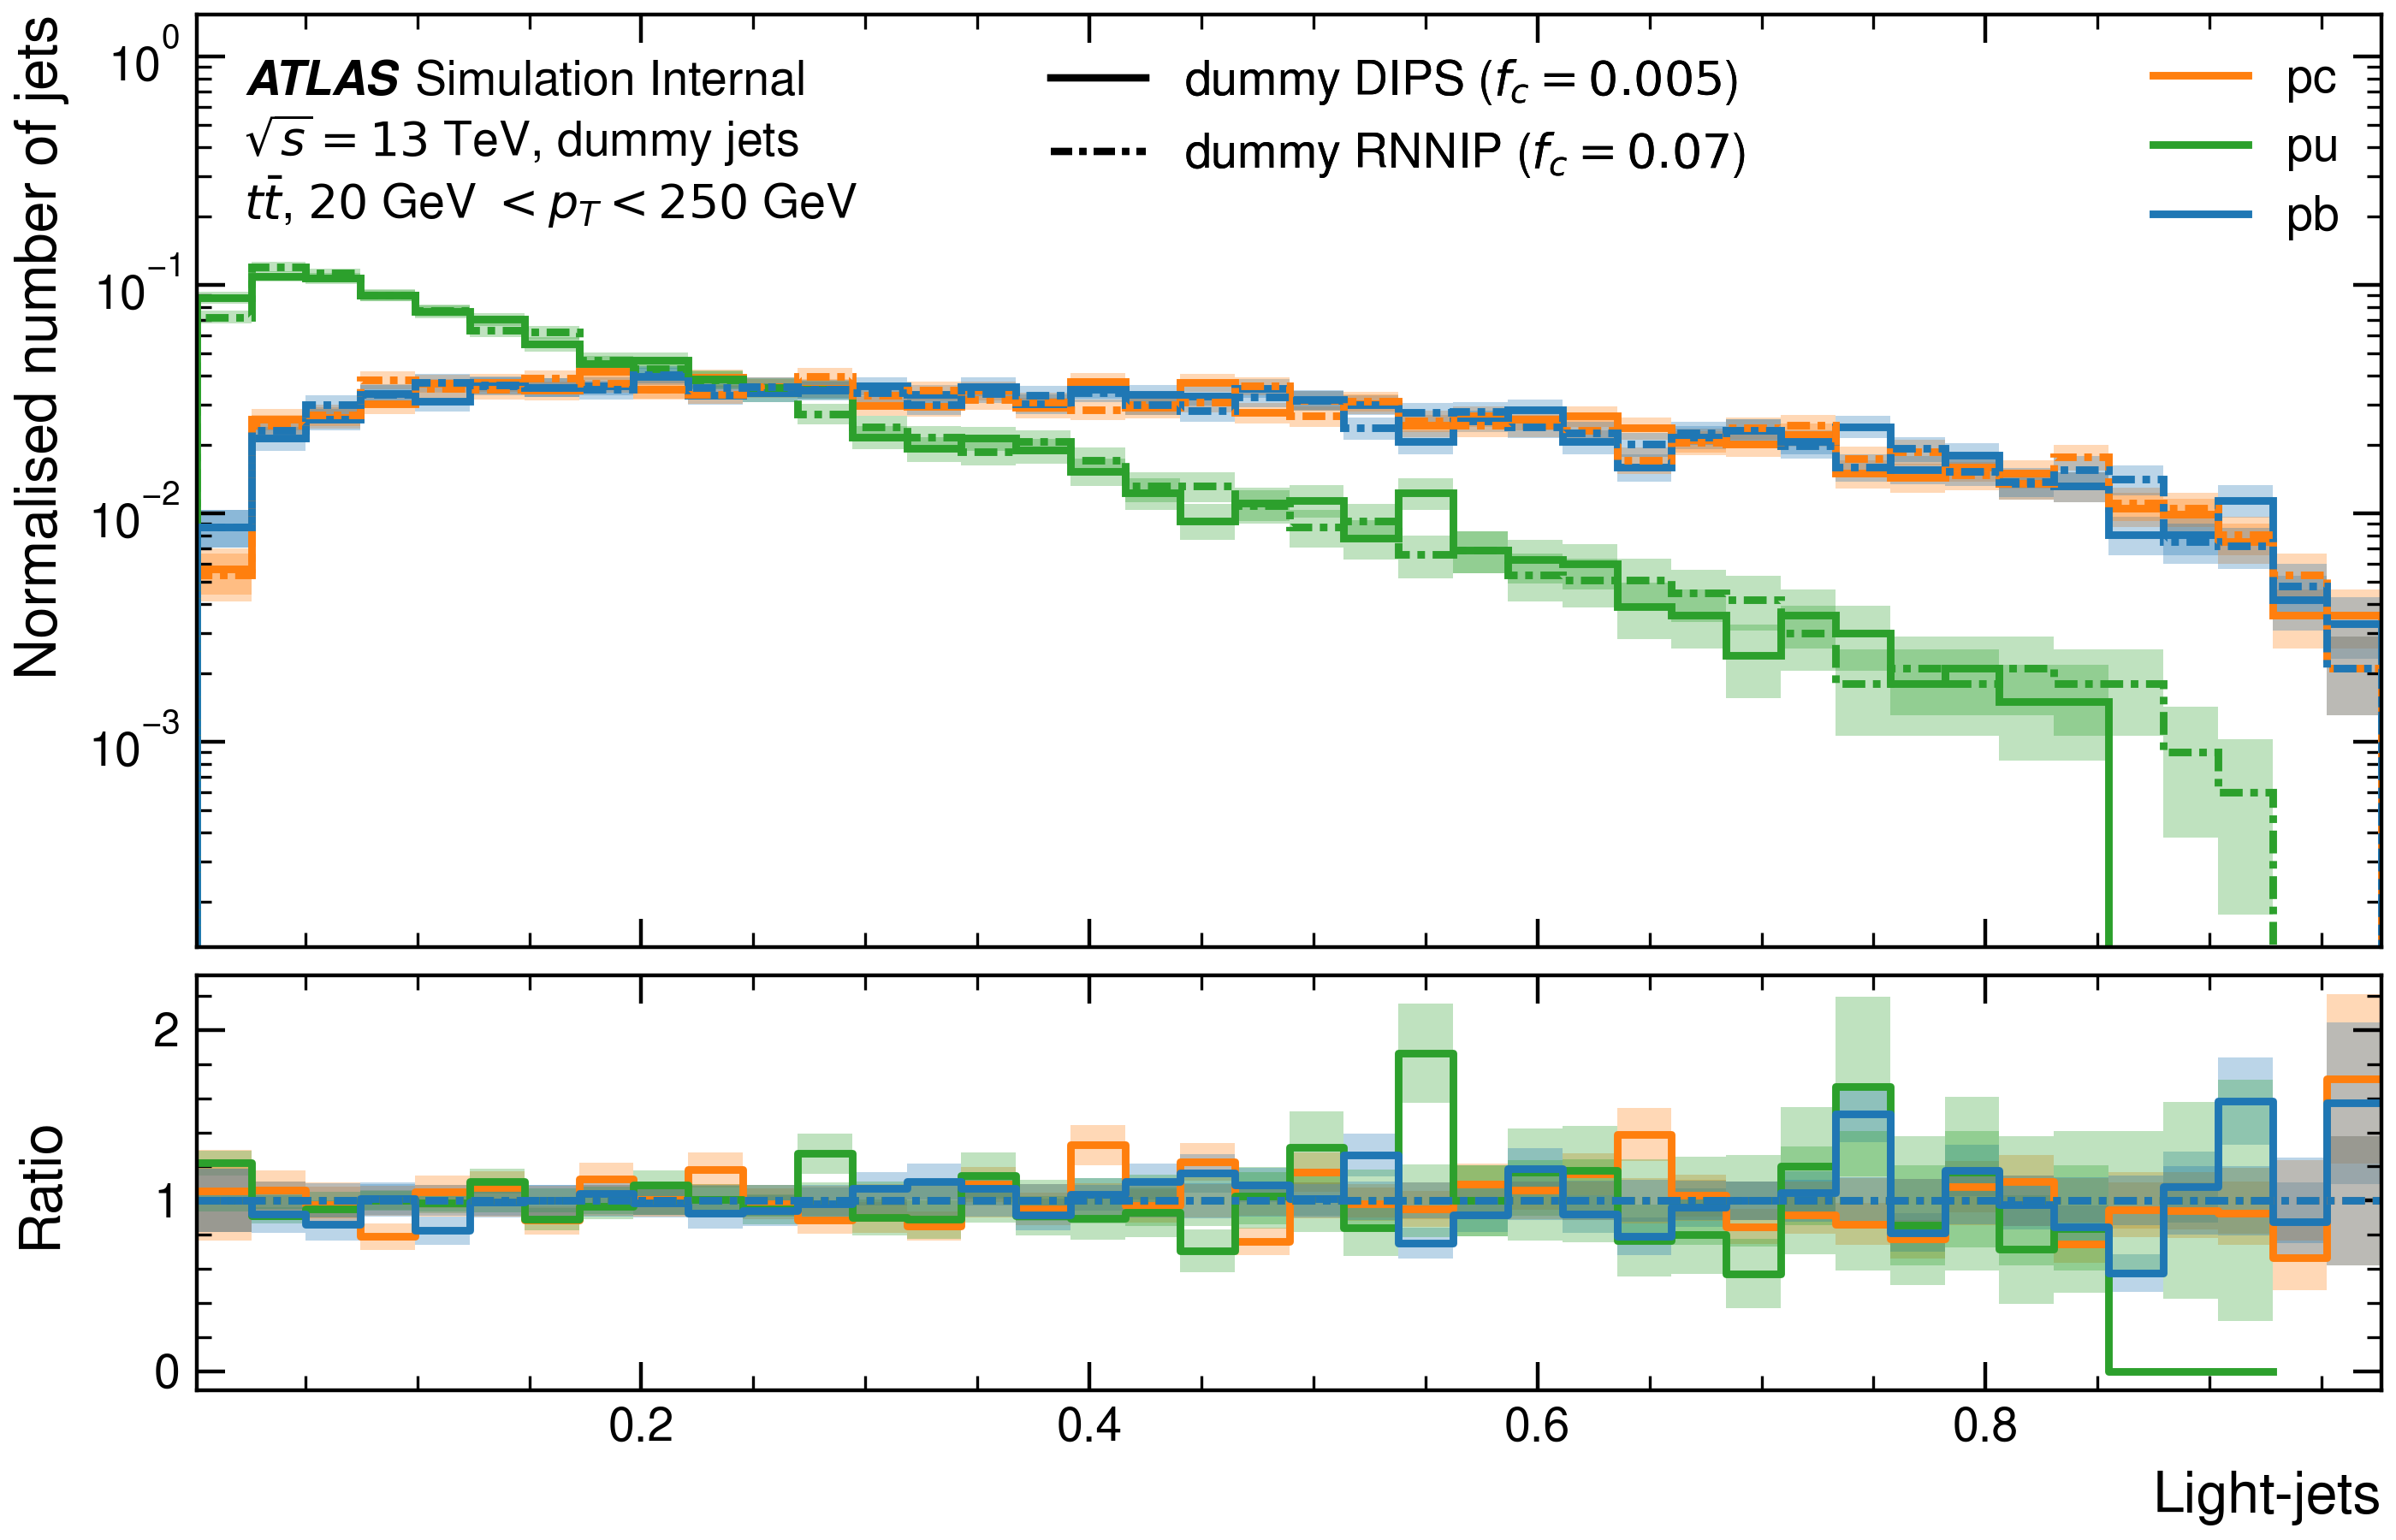 Normalised number of jets
10^0
10^-1
10^-2
10^-3
ATLAS Simulation Internal
√s = 13 TeV, dummy jets
tt̄, 20 GeV < p_T < 250 GeV
dummy DIPS (f_c = 0.005)
dummy RNNIP (f_c = 0.07)
pc
pu
pb
Ratio
2
1
0
0.2 0.4 0.6 0.8
Light-jets